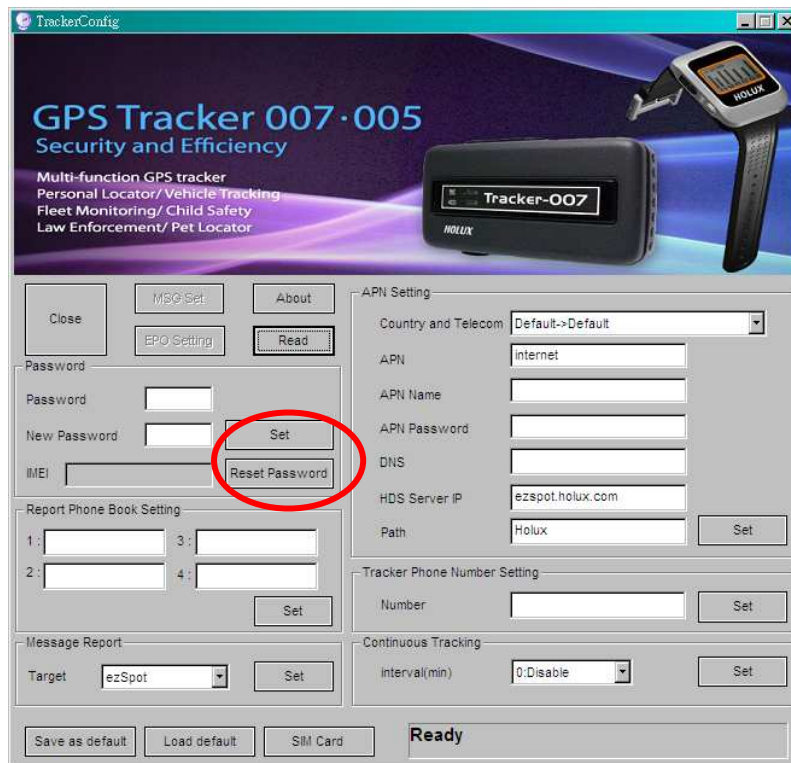 TrackerConfig
GPS Tracker 007·005
Security and Efficiency
Multi-function GPS tracker
Personal Locator/ Vehicle Tracking
Fleet Monitoring/ Child Safety
Law Enforcement/ Pet Locator
HOLUX
Tracker-007
HOLUX
Close
MSG Set
About
EPO Setting
Read
Password
Password
New Password
Set
IMEI
Reset Password
Report Phone Book Setting
1 :
3 :
2 :
4 :
Set
Message Report
Target
ezSpot
Set
APN Setting
Country and Telecom
Default->Default
APN
internet
APN Name
APN Password
DNS
HDS Server IP
ezspot.holux.com
Path
Holux
Set
Tracker Phone Number Setting
Number
Set
Continuous Tracking
interval(min)
0:Disable
Set
Save as default
Load default
SIM Card
Ready